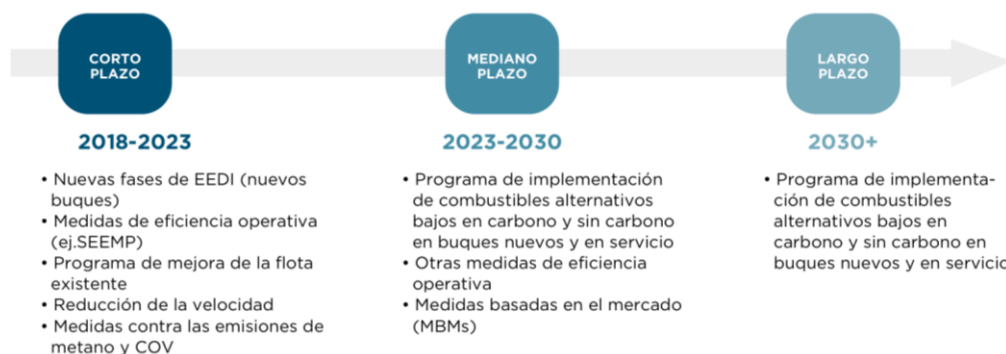 CORTO
PLAZO
MEDIANO
PLAZO
LARGO
PLAZO
2018-2023
• Nuevas fases de EEDI (nuevos
buques)
• Medidas de eficiencia operativa
(ej.SEEMP)
• Programa de mejora de la flota
existente
• Reducción de la velocidad
• Medidas contra las emisiones de
metano y COV
2023-2030
• Programa de implementación
de combustibles alternativos
bajos en carbono y sin carbono
en buques nuevos y en servicio
• Otras medidas de eficiencia
operativa
• Medidas basadas en el mercado
(MBMs)
2030+
• Programa de implementa-
ción de combustibles
alternativos bajos en
carbono y sin carbono en
buques nuevos y en servicio